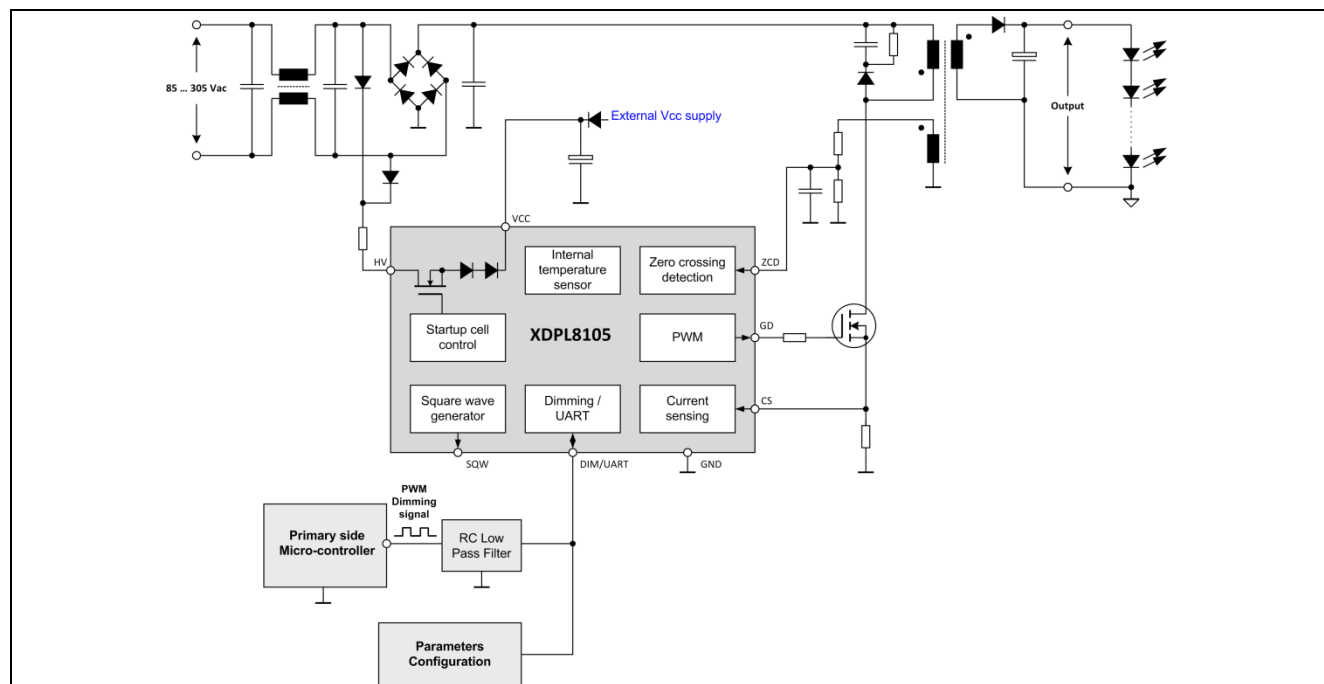 85 ... 305 Vac
External Vcc supply
Output
VCC
HV
Internal
temperature
sensor
Zero crossing
detection
ZCD
Startup cell
control
XDPL8105
PWM
GD
Square wave
generator
Dimming /
UART
Current
sensing
CS
SQW
DIM/UART
GND
PWM
Dimming
signal
Primary side
Micro-controller
RC Low
Pass Filter
Parameters
Configuration